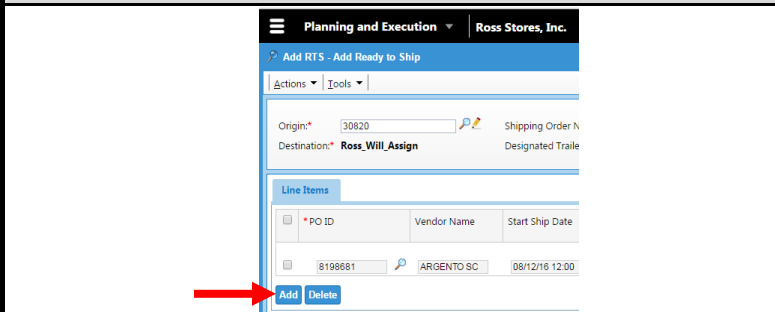 Planning and Execution Ross Stores, Inc.
Add RTS - Add Ready to Ship
Actions Tools
Origin:* 30820 Shipping Order N
Destination:* Ross_Will_Assign Designated Traile
Line Items
* PO ID Vendor Name Start Ship Date
8198681 ARGENTO SC 08/12/16 12:00
Add Delete